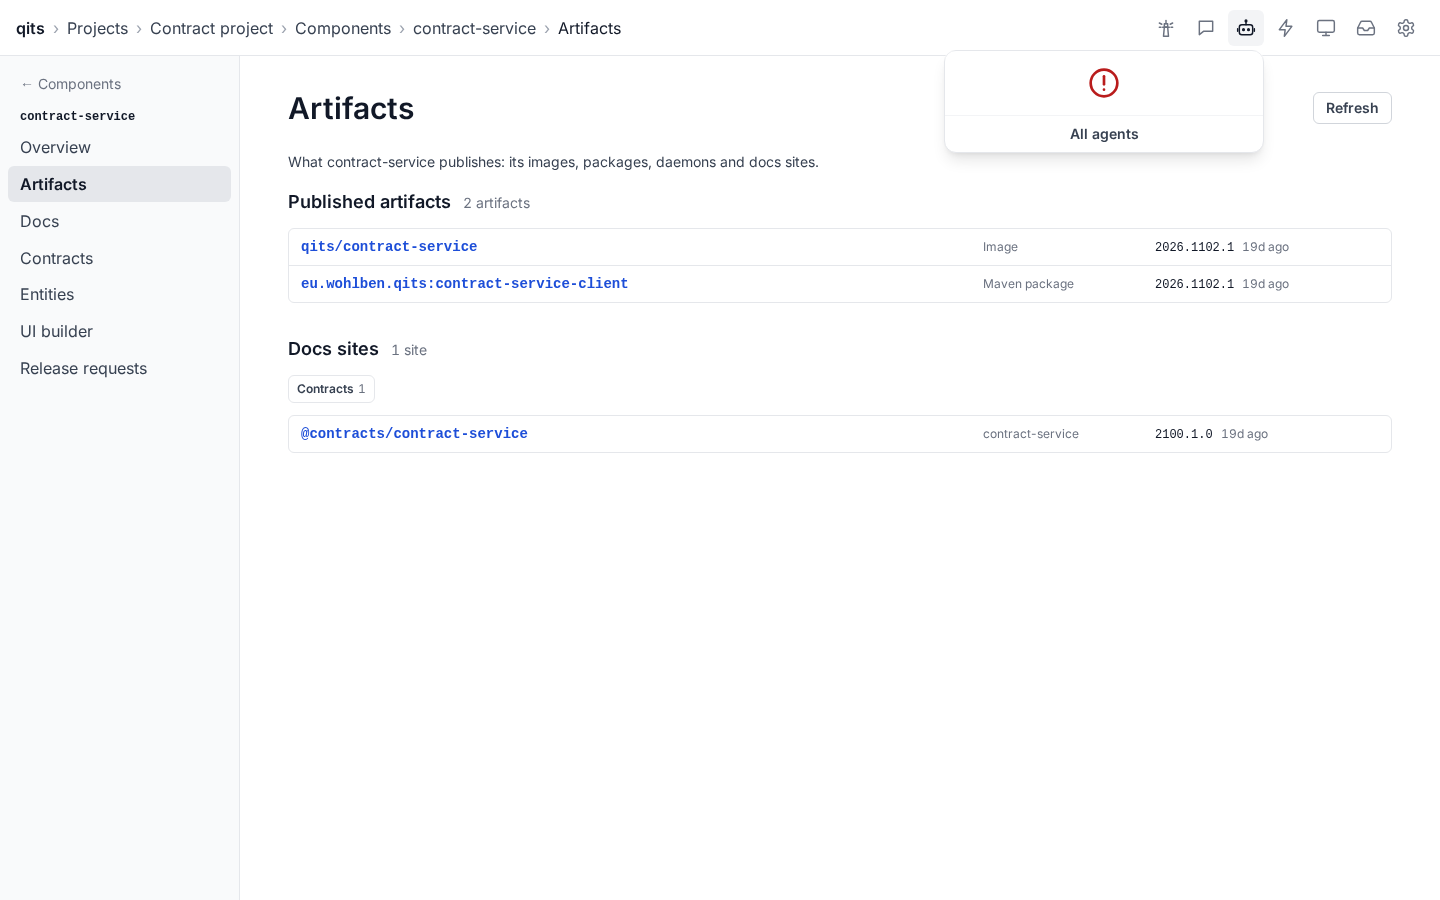 qits › Projects › Contract project › Components › contract-service › Artifacts
← Components
contract-service
Overview
Artifacts
Docs
Contracts
Entities
UI builder
Release requests
All agents
Artifacts
Refresh
What contract-service publishes: its images, packages, daemons and docs sites.
Published artifacts 2 artifacts
qits/contract-service Image 2026.1102.1 19d ago
eu.wohlben.qits:contract-service-client Maven package 2026.1102.1 19d ago
Docs sites 1 site
Contracts 1
@contracts/contract-service contract-service 2100.1.0 19d ago